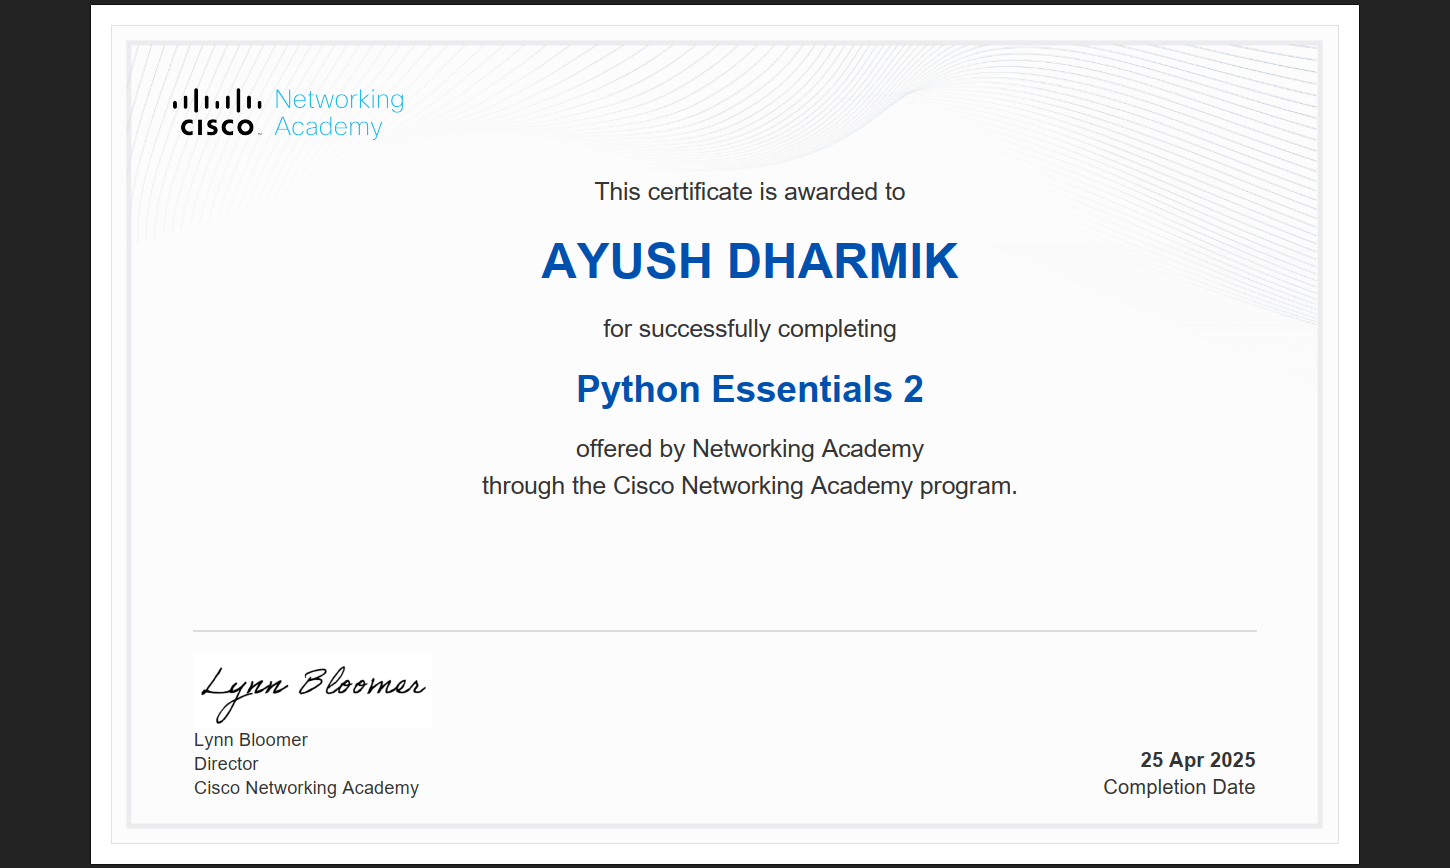 CISCO
Networking
Academy
This certificate is awarded to
AYUSH DHARMIK
for successfully completing
Python Essentials 2
offered by Networking Academy
through the Cisco Networking Academy program.
Lynn Bloomer
Lynn Bloomer
Director
Cisco Networking Academy
25 Apr 2025
Completion Date